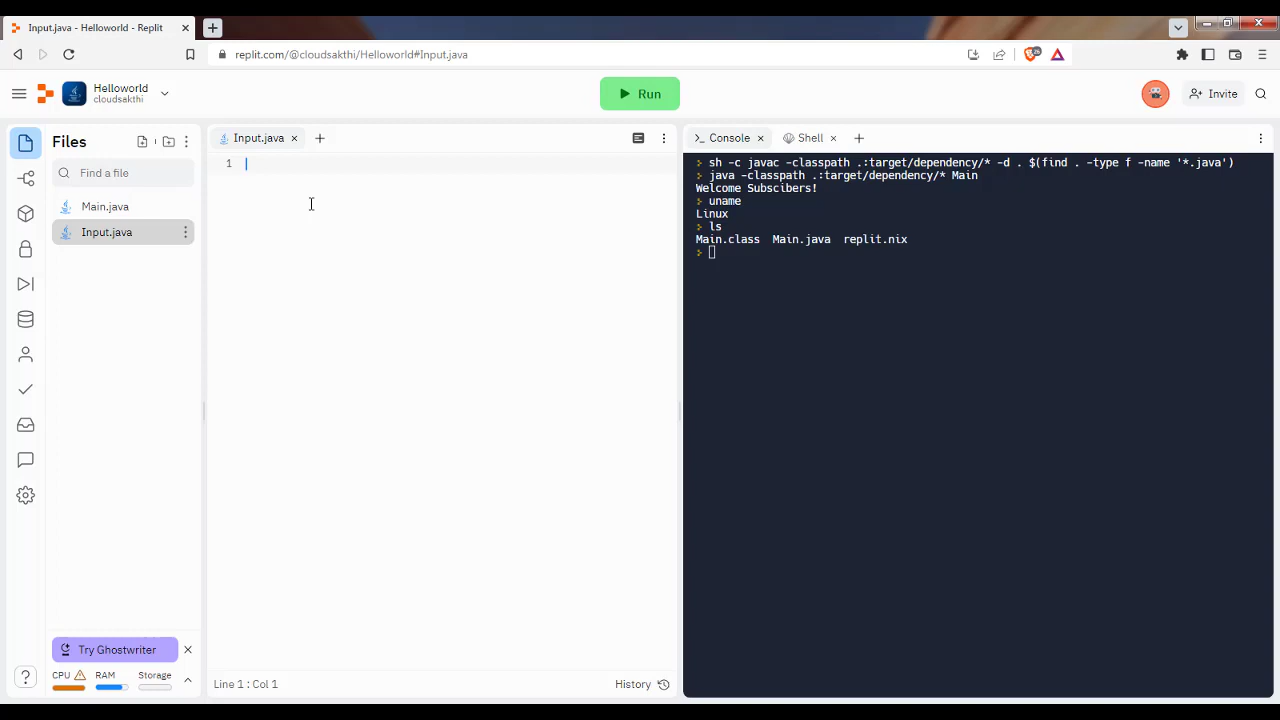 Input.java - Helloworld - Replit
replit.com/@cloudsakthi/Helloworld#Input.java
26
Helloworld
cloudsakthi
Run
Invite
Files
Find a file
Main.java
Input.java
Try Ghostwriter
CPU RAM Storage
Input.java
1
Line 1 : Col 1
History
Console
Shell
sh -c javac -classpath .:target/dependency/* -d . $(find . -type f -name '*.java')
java -classpath .:target/dependency/* Main
Welcome Subscibers!
uname
Linux
ls
Main.class Main.java replit.nix